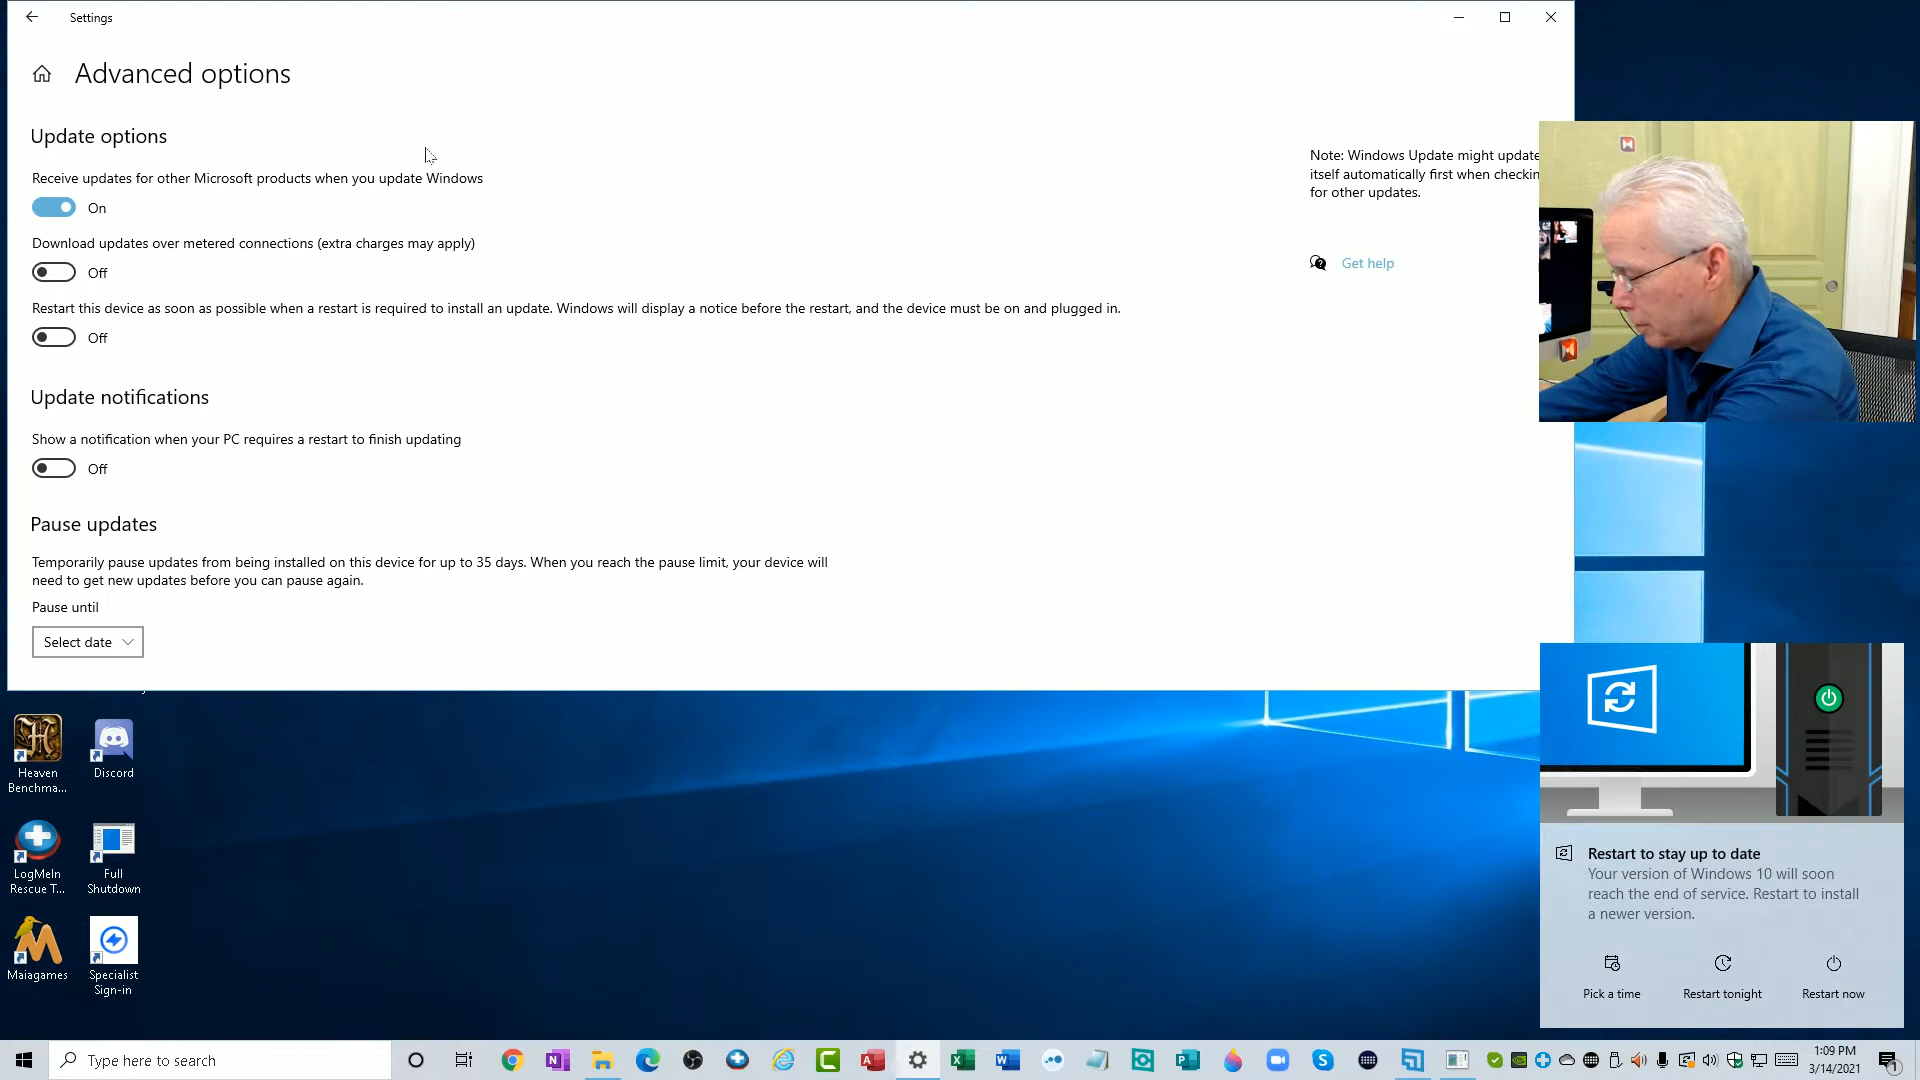 Settings
Advanced options
Update options
Receive updates for other Microsoft products when you update Windows
On
Download updates over metered connections (extra charges may apply)
Off
Restart this device as soon as possible when a restart is required to install an update. Windows will display a notice before the restart, and the device must be on and plugged in.
Off
Update notifications
Show a notification when your PC requires a restart to finish updating
Off
Pause updates
Temporarily pause updates from being installed on this device for up to 35 days. When you reach the pause limit, your device will
need to get new updates before you can pause again.
Pause until
Select date
Note: Windows Update might update
itself automatically first when checkin
for other updates.
Get help
Heaven
Benchma...
Discord
LogMeIn
Rescue T...
Full
Shutdown
Maiagames
Specialist
Sign-in
Restart to stay up to date
Your version of Windows 10 will soon
reach the end of service. Restart to install
a newer version.
Pick a time
Restart tonight
Restart now
Type here to search
1:09 PM
3/14/2021
1